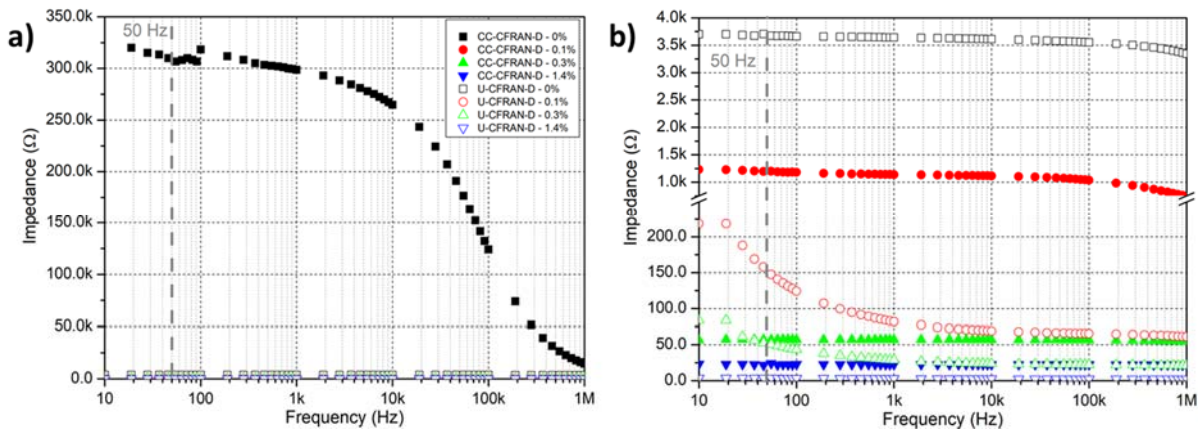 a)
350.0k
300.0k
250.0k
200.0k
150.0k
100.0k
50.0k
0.0
Impedance (Ω)
50 Hz
CC-CFRAN-D - 0%
CC-CFRAN-D - 0.1%
CC-CFRAN-D - 0.3%
CC-CFRAN-D - 1.4%
U-CFRAN-D - 0%
U-CFRAN-D - 0.1%
U-CFRAN-D - 0.3%
U-CFRAN-D - 1.4%
10 100 1k 10k 100k 1M
Frequency (Hz)
b)
4.0k
3.5k
3.0k
2.5k
2.0k
1.5k
1.0k
200.0
150.0
100.0
50.0
0.0
Impedance (Ω)
50 Hz
10 100 1k 10k 100k 1M
Frequency (Hz)